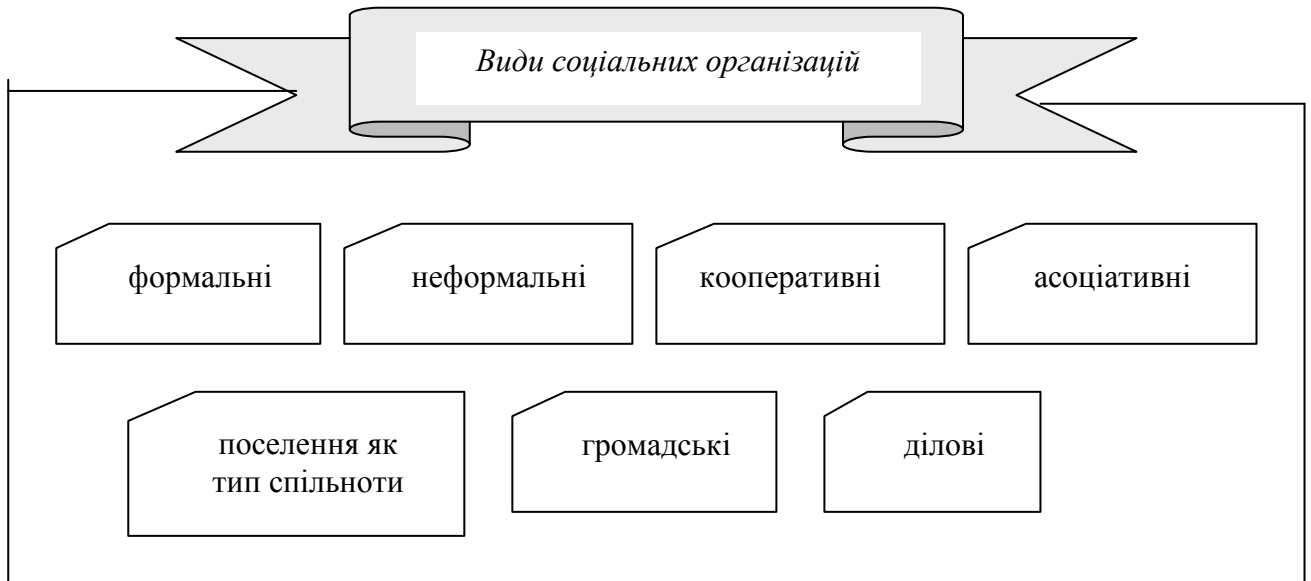 Види соціальних організацій
формальні
неформальні
кооперативні
асоціативні
поселення як
тип спільноти
громадські
ділові